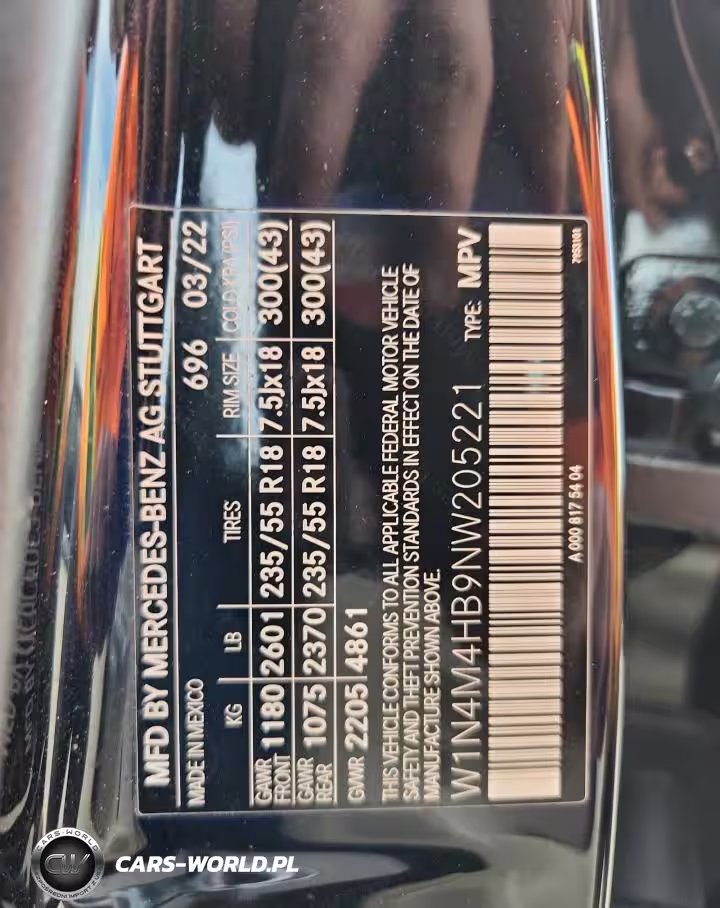 MFD BY MERCEDES-BENZ AG STUTTGART
MADE IN MEXICO 696 03/22
KG LB TIRES RIM SIZE COLD KPA(PSI)
GAWR FRONT 1180 2601 235/55 R18 7.5Jx18 300(43)
GAWR REAR 1075 2370 235/55 R18 7.5Jx18 300(43)
GVWR 2205 4861
THIS VEHICLE CONFORMS TO ALL APPLICABLE FEDERAL MOTOR VEHICLE
SAFETY AND THEFT PREVENTION STANDARDS IN EFFECT ON THE DATE OF
MANUFACTURE SHOWN ABOVE.
W1N4M4HB9NW205221 TYPE: MPV
A 000 817 54 04
CARS-WORLD
CW
CARS-WORLD.PL